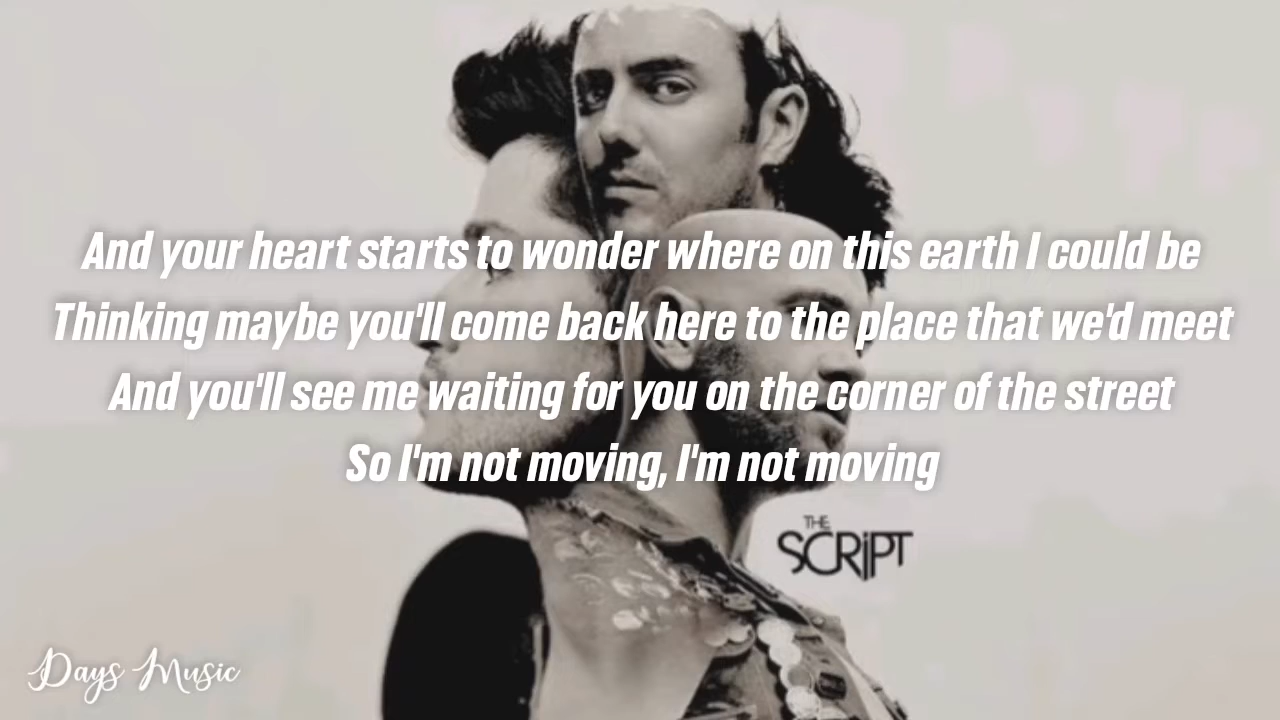 And your heart starts to wonder where on this earth I could be
Thinking maybe you'll come back here to the place that we'd meet
And you'll see me waiting for you on the corner of the street
So I'm not moving, I'm not moving
THE
SCRIPT
Days Music